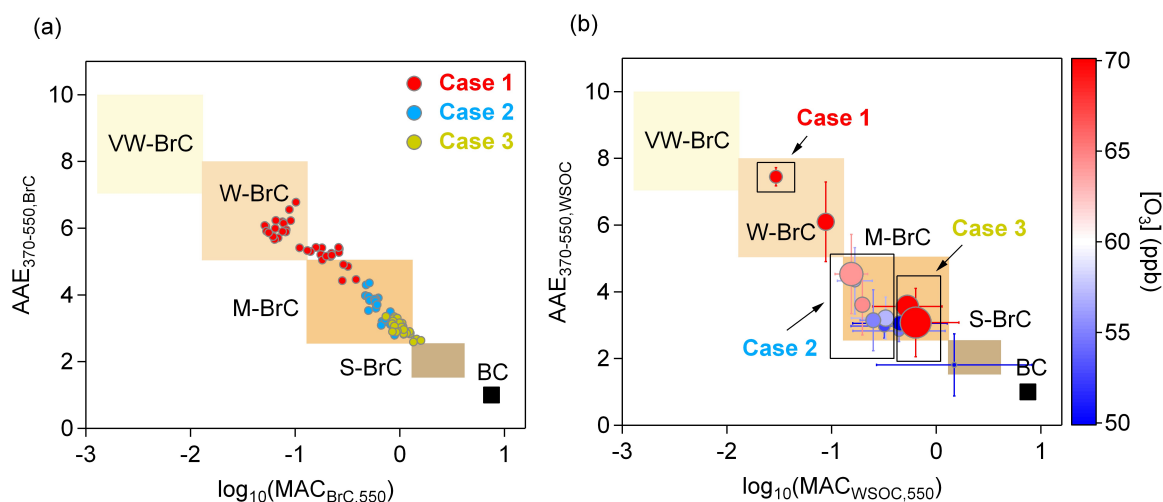 (a)
10
8
6
4
2
0
-3
-2
-1
0
1
AAE370-550,BrC
log10(MACBrC,550)
VW-BrC
W-BrC
M-BrC
S-BrC
BC
Case 1
Case 2
Case 3
(b)
10
8
6
4
2
0
-3
-2
-1
0
1
AAE370-550,WSOC
log10(MACWSOC,550)
VW-BrC
Case 1
W-BrC
M-BrC
Case 3
Case 2
S-BrC
BC
70
65
60
55
50
[O3] (ppb)